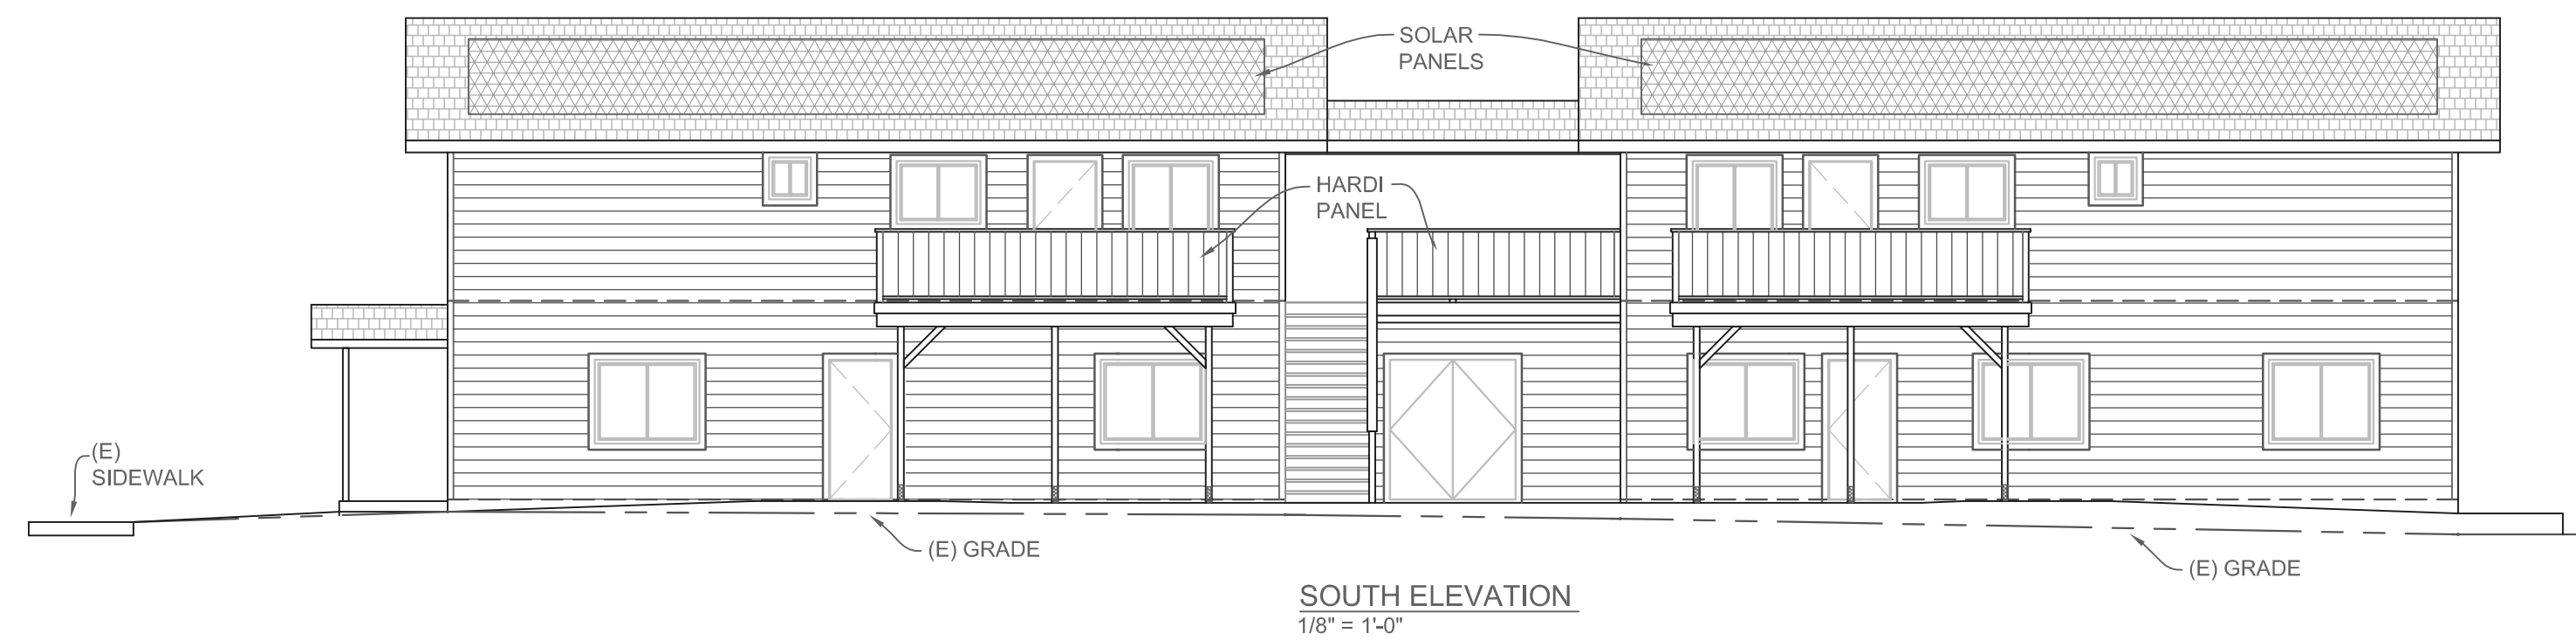 SOLAR
PANELS
HARDI
PANEL
(E)
SIDEWALK
(E) GRADE
(E) GRADE
SOUTH ELEVATION
1/8" = 1'-0"